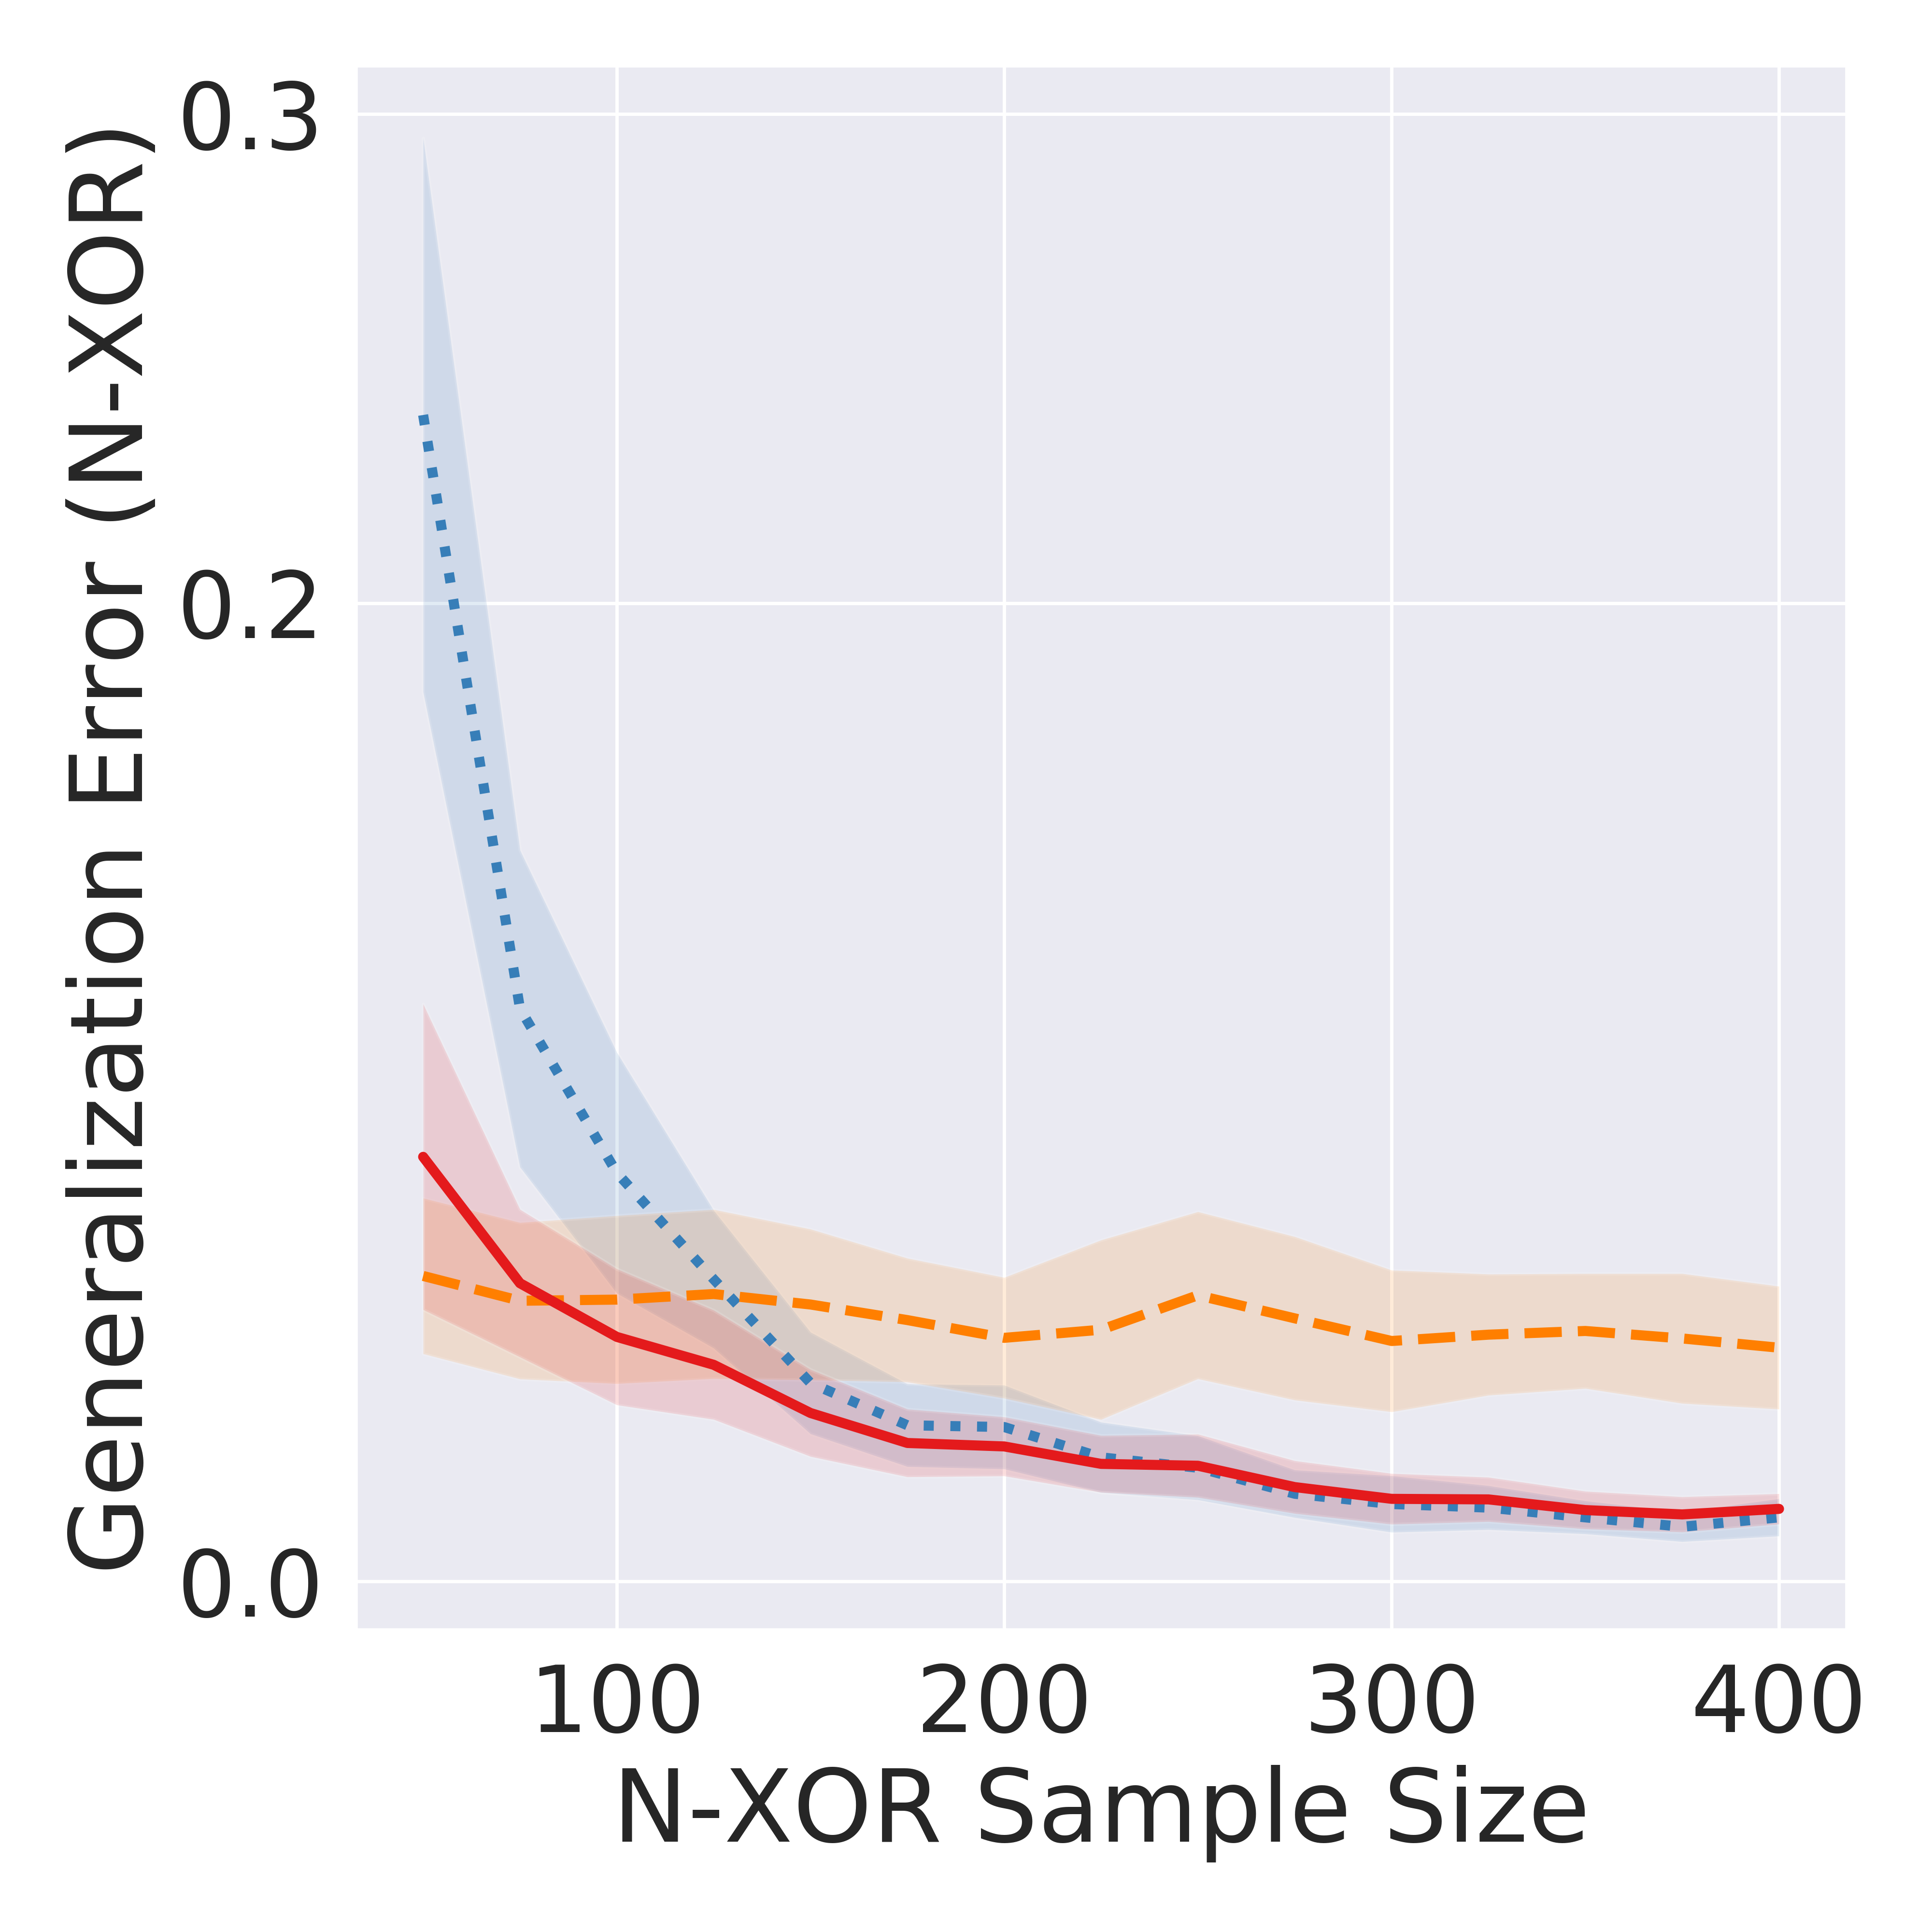 Generalization Error (N-XOR)
0.3
0.2
0.0
100 200 300 400
N-XOR Sample Size